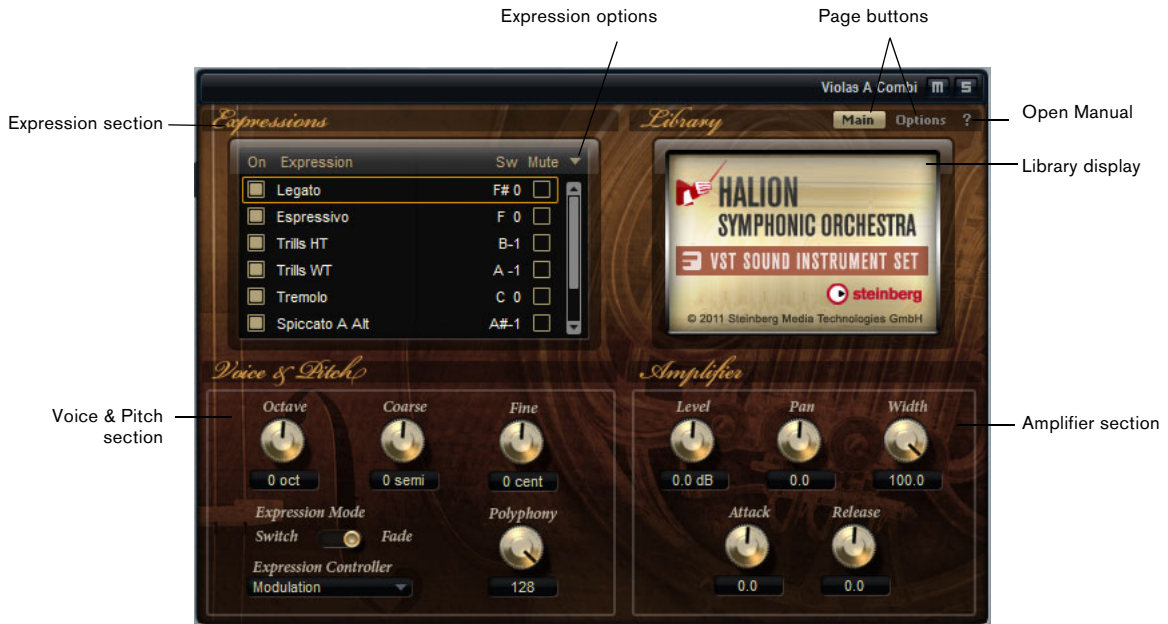 Expression options
Page buttons
Violas A Combi M S
Expression section
Expressions
Library
Main Options ?
Open Manual
On Expression Sw Mute
Library display
Legato F# 0
Espressivo F 0
Trills HT B-1
Trills WT A -1
Tremolo C 0
Spiccato A Alt A#-1
HALION
SYMPHONIC ORCHESTRA
VST SOUND INSTRUMENT SET
steinberg
© 2011 Steinberg Media Technologies GmbH
Voice & Pitch
Amplifier
Voice & Pitch
section
Octave Coarse Fine
0 oct 0 semi 0 cent
Expression Mode
Switch Fade
Polyphony
Expression Controller
Modulation
128
Level Pan Width
0.0 dB 0.0 100.0
Attack Release
0.0 0.0
Amplifier section